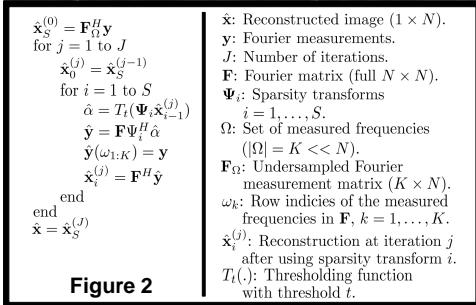 x̂_S^(0) = F_Ω^H y
for j = 1 to J
x̂_0^(j) = x̂_S^(j−1)
for i = 1 to S
α̂ = T_t(Ψ_i x̂_{i−1}^(j))
ŷ = FΨ_i^H α̂
ŷ(ω_{1:K}) = y
x̂_i^(j) = F^H ŷ
end
end
x̂ = x̂_S^(J)
Figure 2
x̂: Reconstructed image (1 × N).
y: Fourier measurements.
J: Number of iterations.
F: Fourier matrix (full N × N).
Ψ_i: Sparsity transforms
i = 1, . . . , S.
Ω: Set of measured frequencies
(|Ω| = K << N).
F_Ω: Undersampled Fourier
measurement matrix (K × N).
ω_k: Row indicies of the measured
frequencies in F, k = 1, . . . , K.
x̂_i^(j): Reconstruction at iteration j
after using sparsity transform i.
T_t(.): Thresholding function
with threshold t.